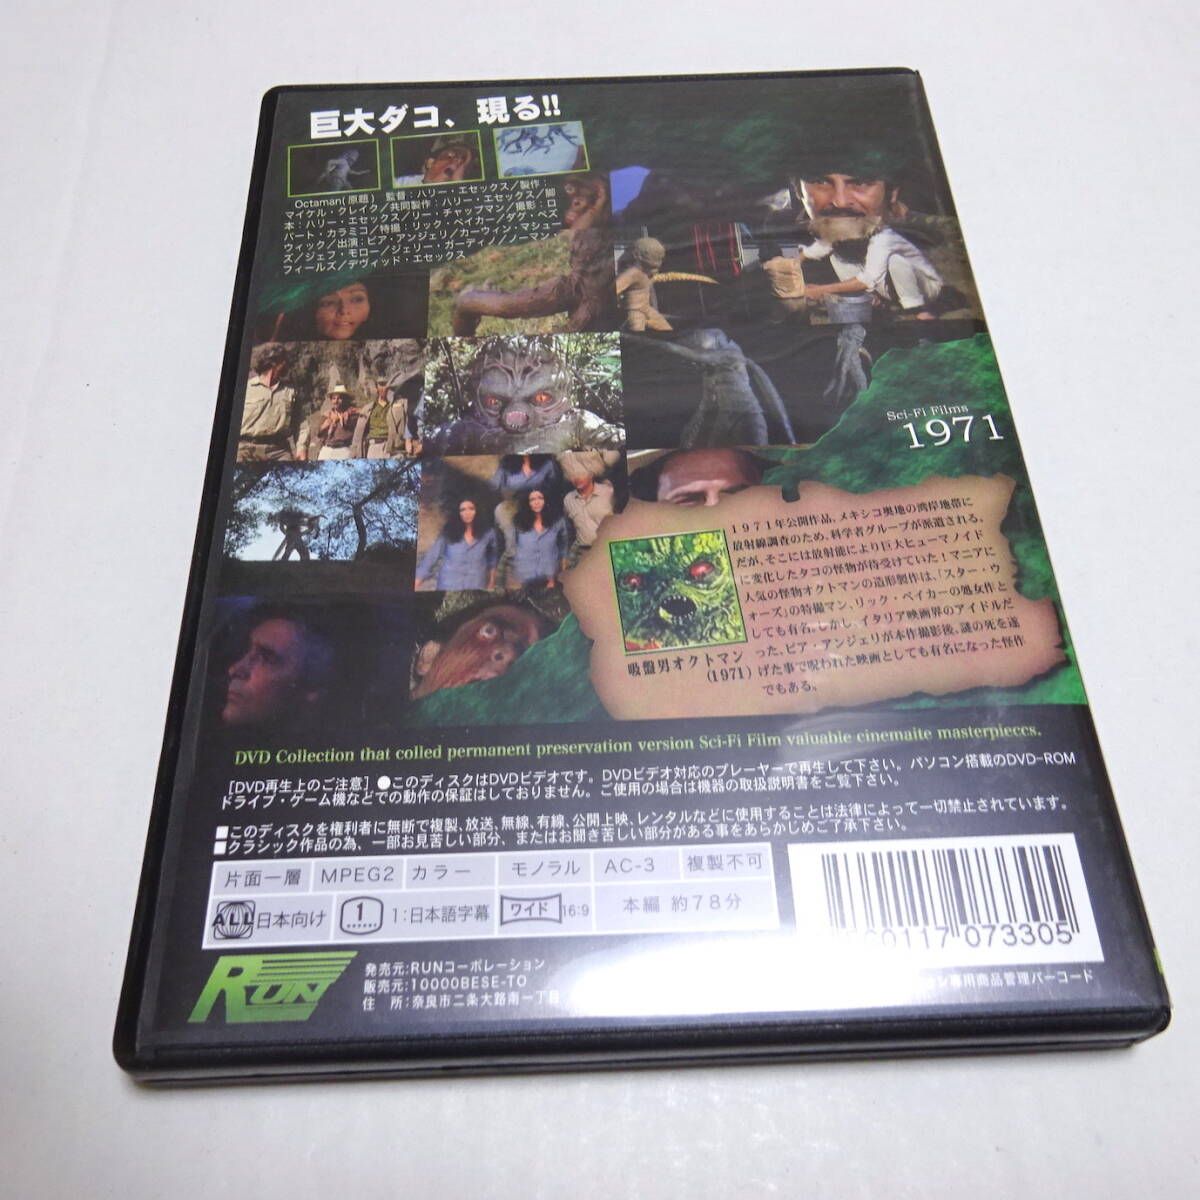 巨大ダコ、現る!!
Octaman(原題) 監督：ハリー・エセックス／製作：
マイケル・クレイク／共同製作：ハリー・エセックス／脚
本：ハリー・エセックス／リー・チャップマン／撮影：ロ
バート・カラミコ／特撮：リック・ベイカー／ダグ・ベズ
ウィック／出演：ピア・アンジェリ／カーウィン・マシュー
ズ／ジェフ・モロー／ジェリー・ガーディノ／ノーマン・
フィールズ／デヴィッド・エセックス
Sci-Fi Films
1971
1971年公開作品、メキシコ奥地の湾岸地帯に
放射線調査のため、科学者グループが派遣される。
だが、そこには放射能により巨大ヒューマノイド
に変化したタコの怪物が待受けていた！マニアに
人気の怪物オクトマンの造形製作は、「スター・ウ
ォーズ」の特撮マン、リック・ベイカーの処女作と
しても有名。しかし、イタリア映画界のアイドルだ
った、ピア・アンジェリが本作撮影後、謎の死を遂
げた事で呪われた映画としても有名になった怪作
でもある。
吸盤男オクトマン
(1971)
DVD Collection that colled permanent preservation version Sci-Fi Film valuable cinemaite masterpieccs.
[DVD再生上のご注意] ●このディスクはDVDビデオです。DVDビデオ対応のプレーヤーで再生して下さい。パソコン搭載のDVD-ROM
ドライブ・ゲーム機などでの動作の保証はしておりません。ご使用の場合は機器の取扱説明書をご覧下さい。
■このディスクを権利者に無断で複製、放送、無線、有線、公開上映、レンタルなどに使用することは法律によって一切禁止されています。
■クラシック作品の為、一部お見苦しい部分、またはお聞き苦しい部分がある事をあらかじめご了承下さい。
片面一層 MPEG2 カラー モノラル AC-3 複製不可
ALL 日本向け 1 1:日本語字幕 ワイド 16:9 本編 約78分
60117 073305
RUN
発売元:RUNコーポレーション
販売元:10000BESE-TO
住 所:奈良市二条大路南一丁目
専用商品管理バーコード